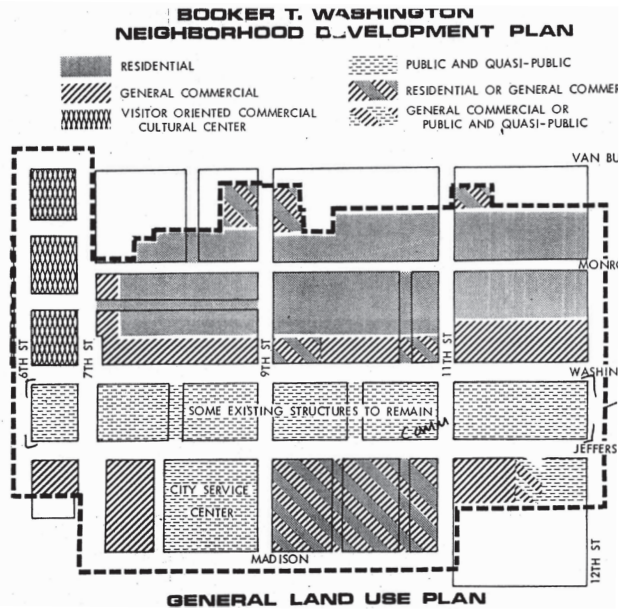 BOOKER T. WASHINGTON
NEIGHBORHOOD DEVELOPMENT PLAN
RESIDENTIAL
GENERAL COMMERCIAL
VISITOR ORIENTED COMMERCIAL
CULTURAL CENTER
PUBLIC AND QUASI-PUBLIC
RESIDENTIAL OR GENERAL COMMER
GENERAL COMMERCIAL OR
PUBLIC AND QUASI-PUBLIC
VAN BU
MONRO
6TH ST
7TH ST
9TH ST
11TH ST
WASHIN
SOME EXISTING STRUCTURES TO REMAIN
JEFFERS
CITY SERVICE
CENTER
MADISON
12TH ST
GENERAL LAND USE PLAN